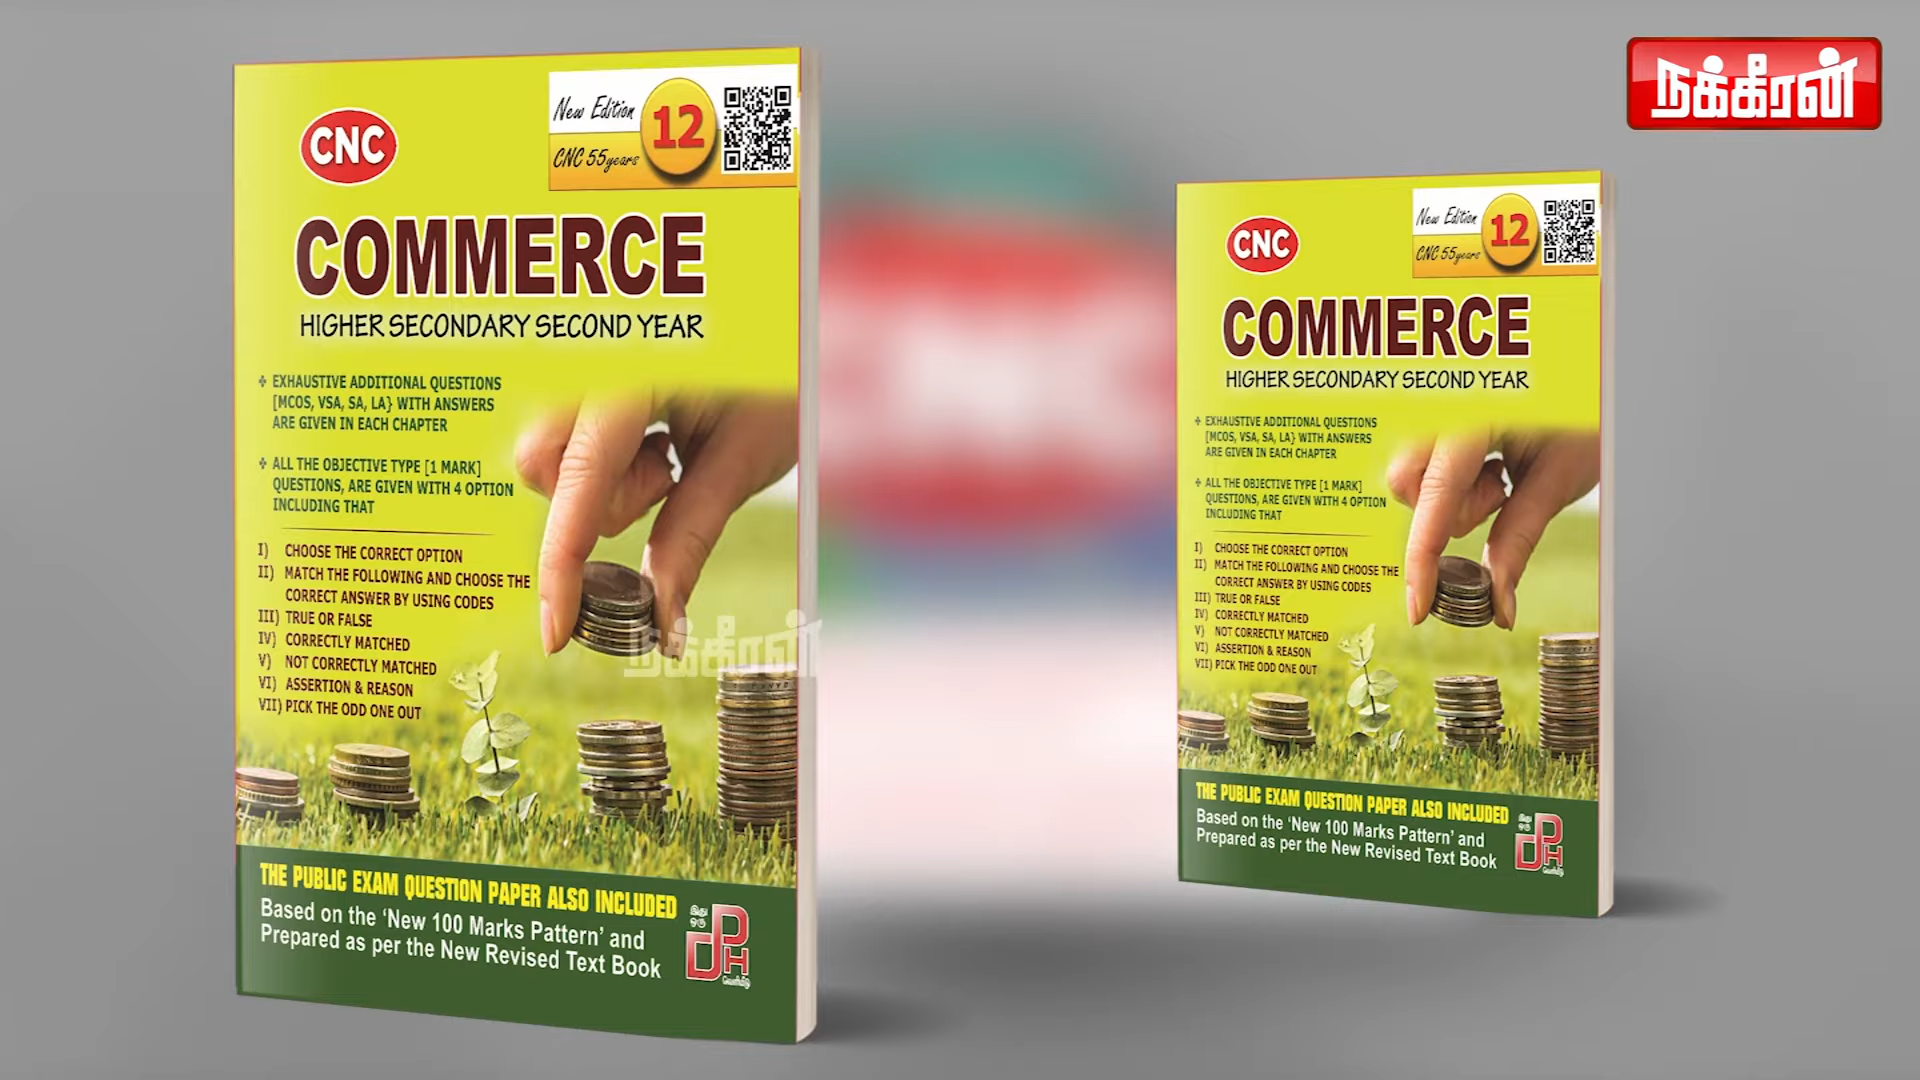 நக்கீரன்
New Edition
12
CNC 55years
CNC
COMMERCE
HIGHER SECONDARY SECOND YEAR
EXHAUSTIVE ADDITIONAL QUESTIONS
[MCOS, VSA, SA, LA} WITH ANSWERS
ARE GIVEN IN EACH CHAPTER
ALL THE OBJECTIVE TYPE [1 MARK]
QUESTIONS, ARE GIVEN WITH 4 OPTION
INCLUDING THAT
I) CHOOSE THE CORRECT OPTION
II) MATCH THE FOLLOWING AND CHOOSE THE
CORRECT ANSWER BY USING CODES
III) TRUE OR FALSE
IV) CORRECTLY MATCHED
V) NOT CORRECTLY MATCHED
VI) ASSERTION & REASON
VII) PICK THE ODD ONE OUT
நக்கீரன்
THE PUBLIC EXAM QUESTION PAPER ALSO INCLUDED
Based on the ‘New 100 Marks Pattern’ and
Prepared as per the New Revised Text Book
இது
ஒரு
DPH
வெளியீடு
New Edition
12
CNC 55years
CNC
COMMERCE
HIGHER SECONDARY SECOND YEAR
EXHAUSTIVE ADDITIONAL QUESTIONS
[MCOS, VSA, SA, LA} WITH ANSWERS
ARE GIVEN IN EACH CHAPTER
ALL THE OBJECTIVE TYPE [1 MARK]
QUESTIONS, ARE GIVEN WITH 4 OPTION
INCLUDING THAT
I) CHOOSE THE CORRECT OPTION
II) MATCH THE FOLLOWING AND CHOOSE THE
CORRECT ANSWER BY USING CODES
III) TRUE OR FALSE
IV) CORRECTLY MATCHED
V) NOT CORRECTLY MATCHED
VI) ASSERTION & REASON
VII) PICK THE ODD ONE OUT
THE PUBLIC EXAM QUESTION PAPER ALSO INCLUDED
Based on the ‘New 100 Marks Pattern’ and
Prepared as per the New Revised Text Book
இது
ஒரு
DPH
வெளியீடு